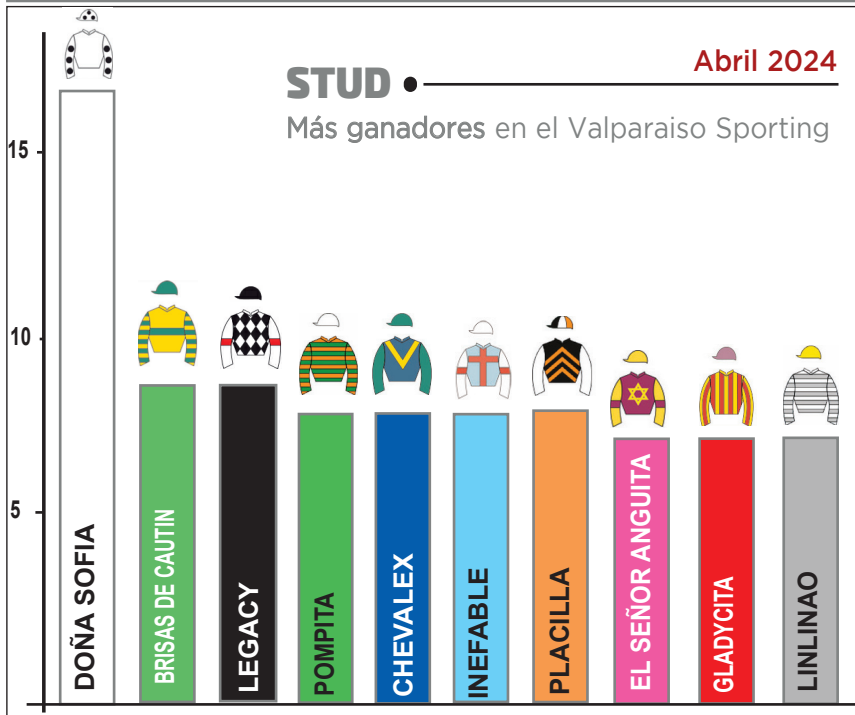 Abril 2024
STUD
Más ganadores en el Valparaiso Sporting
15
10
5
DOÑA SOFIA
BRISAS DE CAUTIN
LEGACY
POMPITA
CHEVALEX
INEFABLE
PLACILLA
EL SEÑOR ANGUITA
GLADYCITA
LINLINAO